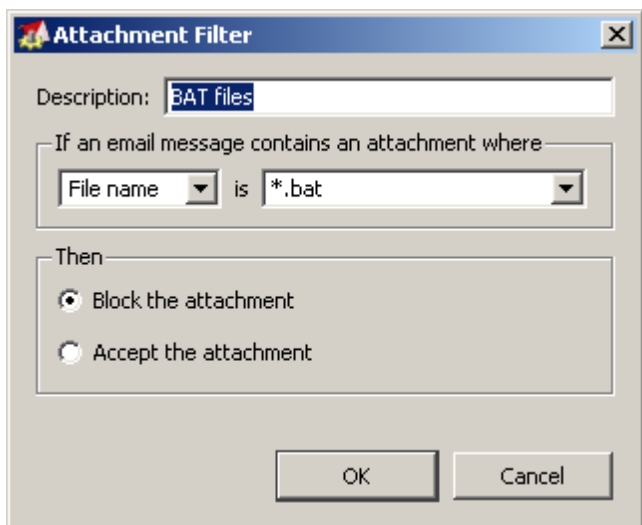 Attachment Filter
Description: BAT files
If an email message contains an attachment where
File name is *.bat
Then
Block the attachment
Accept the attachment
OK Cancel